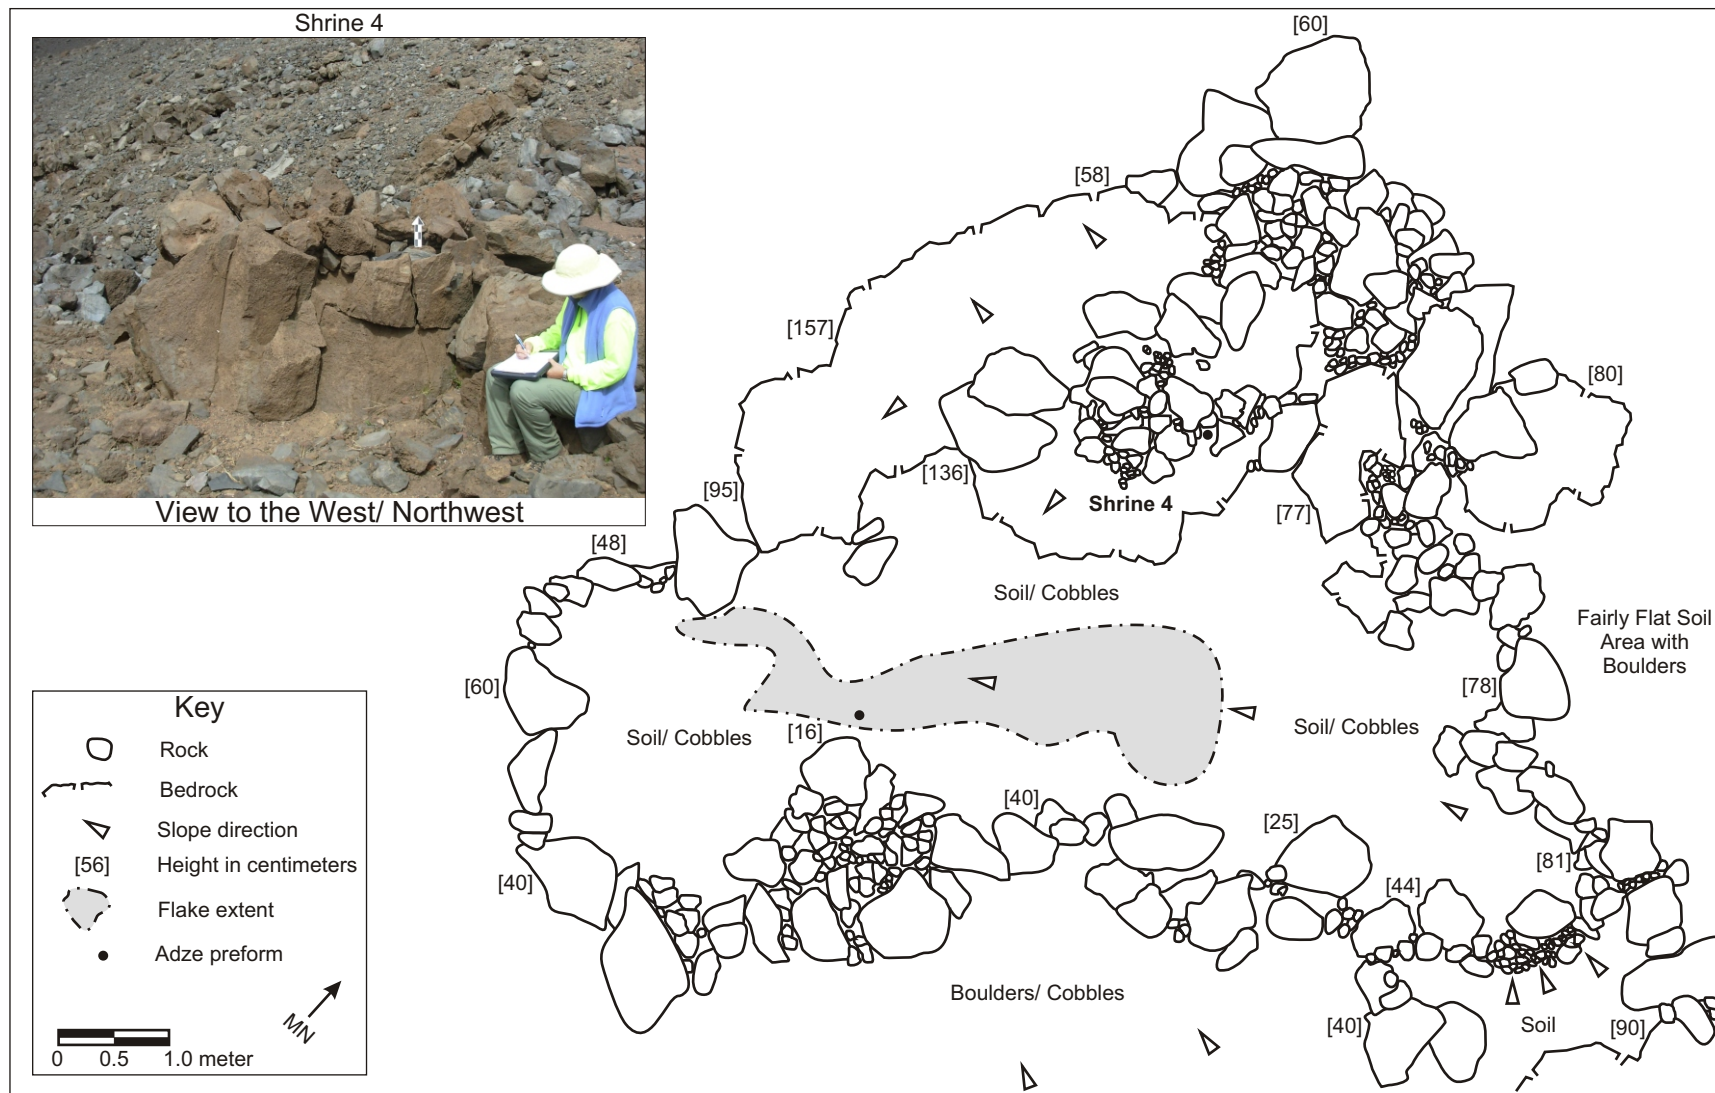 Shrine 4
View to the West/ Northwest
[60]
[58]
[157]
[80]
[136]
[95]
Shrine 4
[77]
[48]
Soil/ Cobbles
Fairly Flat Soil
Area with
Boulders
[60]
[78]
Soil/ Cobbles
[16]
Soil/ Cobbles
[40]
[25]
[81]
[40]
[44]
Boulders/ Cobbles
[40]
Soil
[90]
Key
Rock
Bedrock
Slope direction
[56] Height in centimeters
Flake extent
Adze preform
MN
0 0.5 1.0 meter